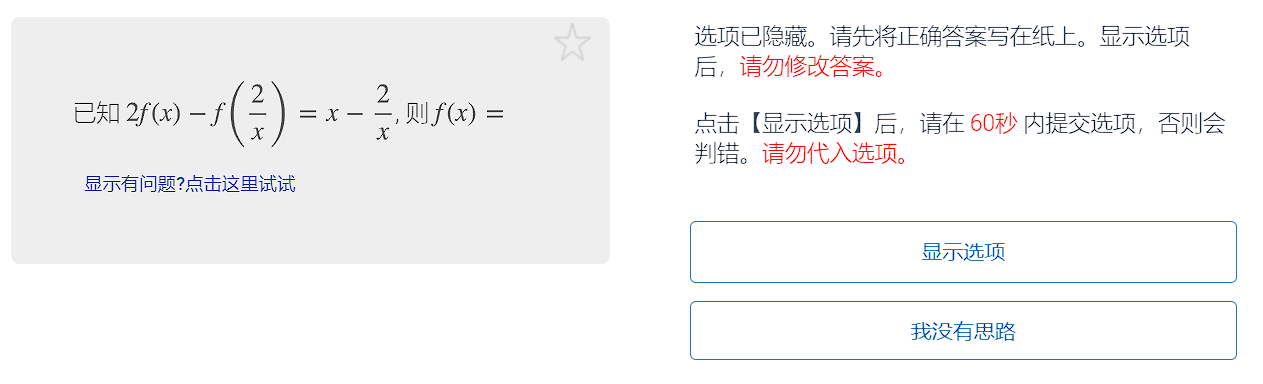 已知 2f(x) − f(2/x) = x − 2/x, 则 f(x) =
显示有问题?点击这里试试
选项已隐藏。请先将正确答案写在纸上。显示选项
后，请勿修改答案。
点击【显示选项】后，请在 60秒 内提交选项，否则会
判错。请勿代入选项。
显示选项
我没有思路